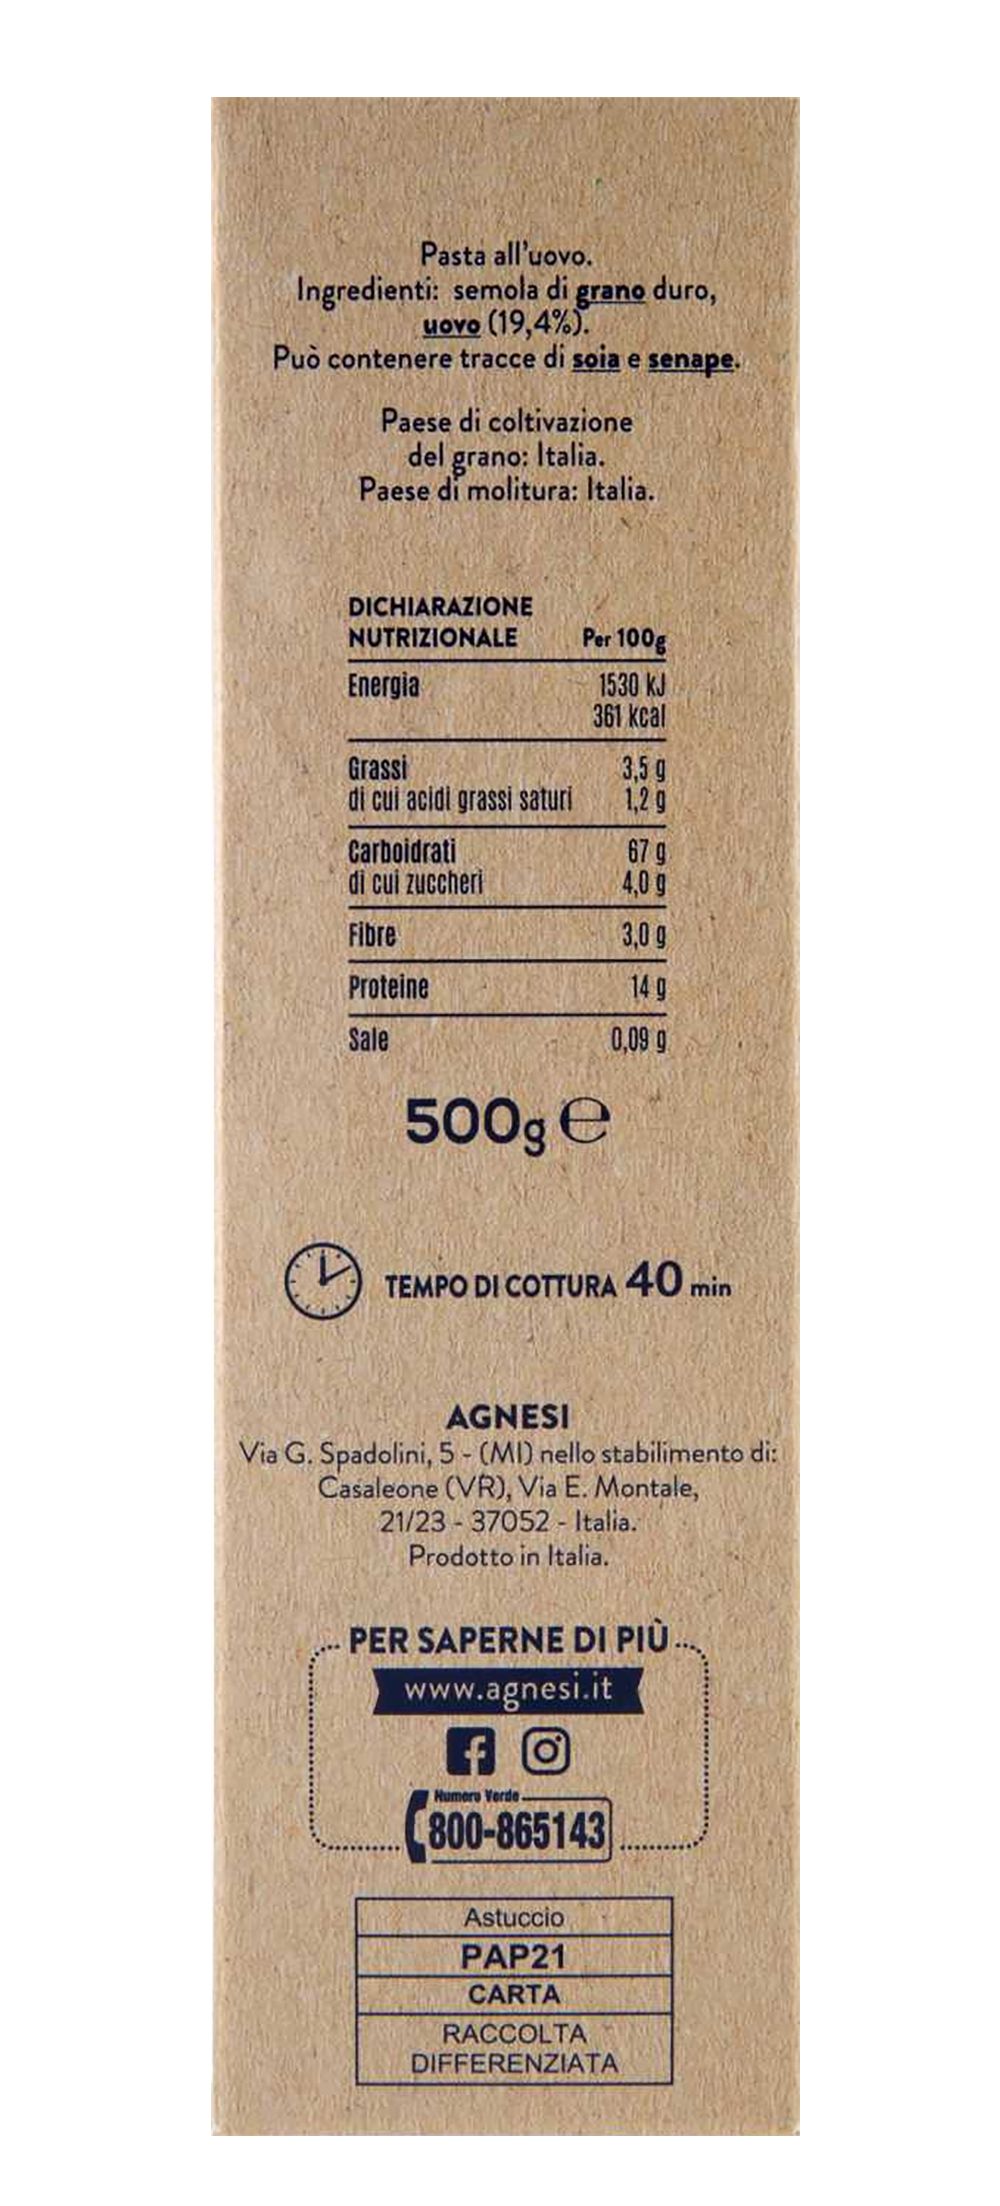 Pasta all'uovo.
Ingredienti: semola di grano duro,
uovo (19,4%).
Può contenere tracce di soia e senape.
Paese di coltivazione
del grano: Italia.
Paese di molitura: Italia.
DICHIARAZIONE
NUTRIZIONALE Per 100g
Energia 1530 kJ
361 kcal
Grassi 3,5 g
di cui acidi grassi saturi 1,2 g
Carboidrati 67 g
di cui zuccheri 4,0 g
Fibre 3,0 g
Proteine 14 g
Sale 0,09 g
500g e
TEMPO DI COTTURA 40 min
AGNESI
Via G. Spadolini, 5 - (MI) nello stabilimento di:
Casaleone (VR), Via E. Montale,
21/23 - 37052 - Italia.
Prodotto in Italia.
PER SAPERNE DI PIÙ
www.agnesi.it
Numero Verde
800-865143
Astuccio
PAP21
CARTA
RACCOLTA
DIFFERENZIATA